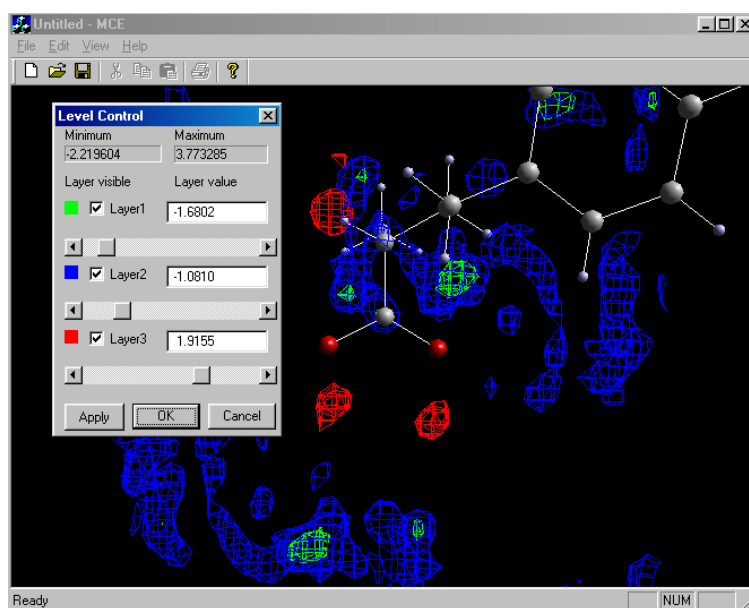 Untitled - MCE
File Edit View Help
Level Control
Minimum Maximum
-2.219604 3.773285
Layer visible Layer value
Layer1 -1.6802
Layer2 -1.0810
Layer3 1.9155
Apply OK Cancel
Ready NUM